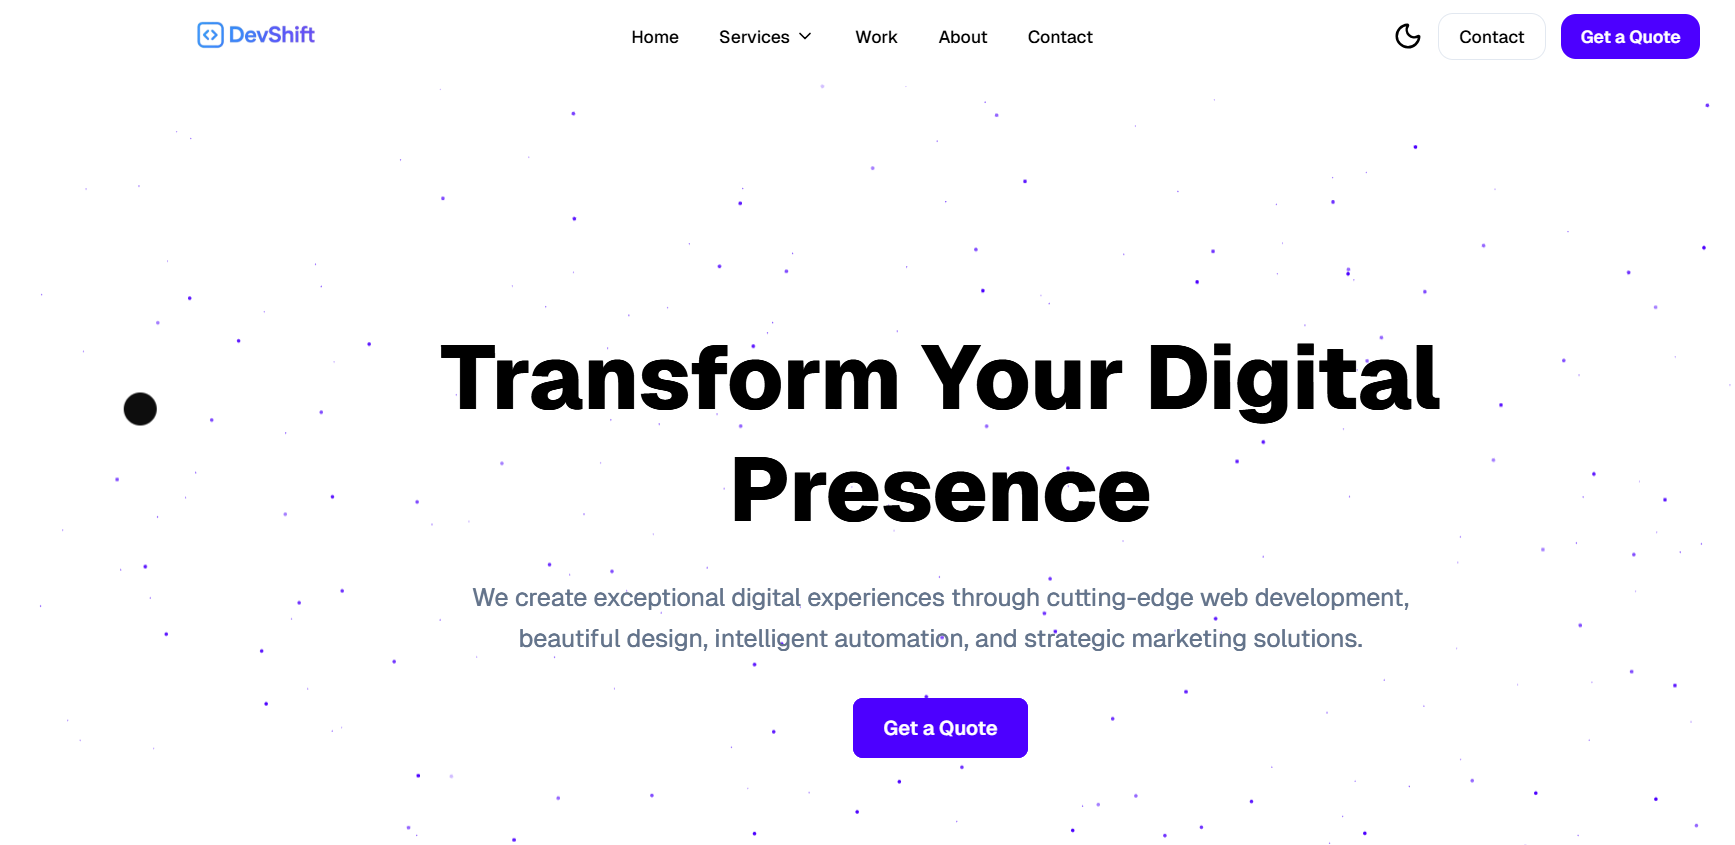 DevShift
Home Services Work About Contact
Contact
Get a Quote
Transform Your Digital
Presence
We create exceptional digital experiences through cutting-edge web development,
beautiful design, intelligent automation, and strategic marketing solutions.
Get a Quote